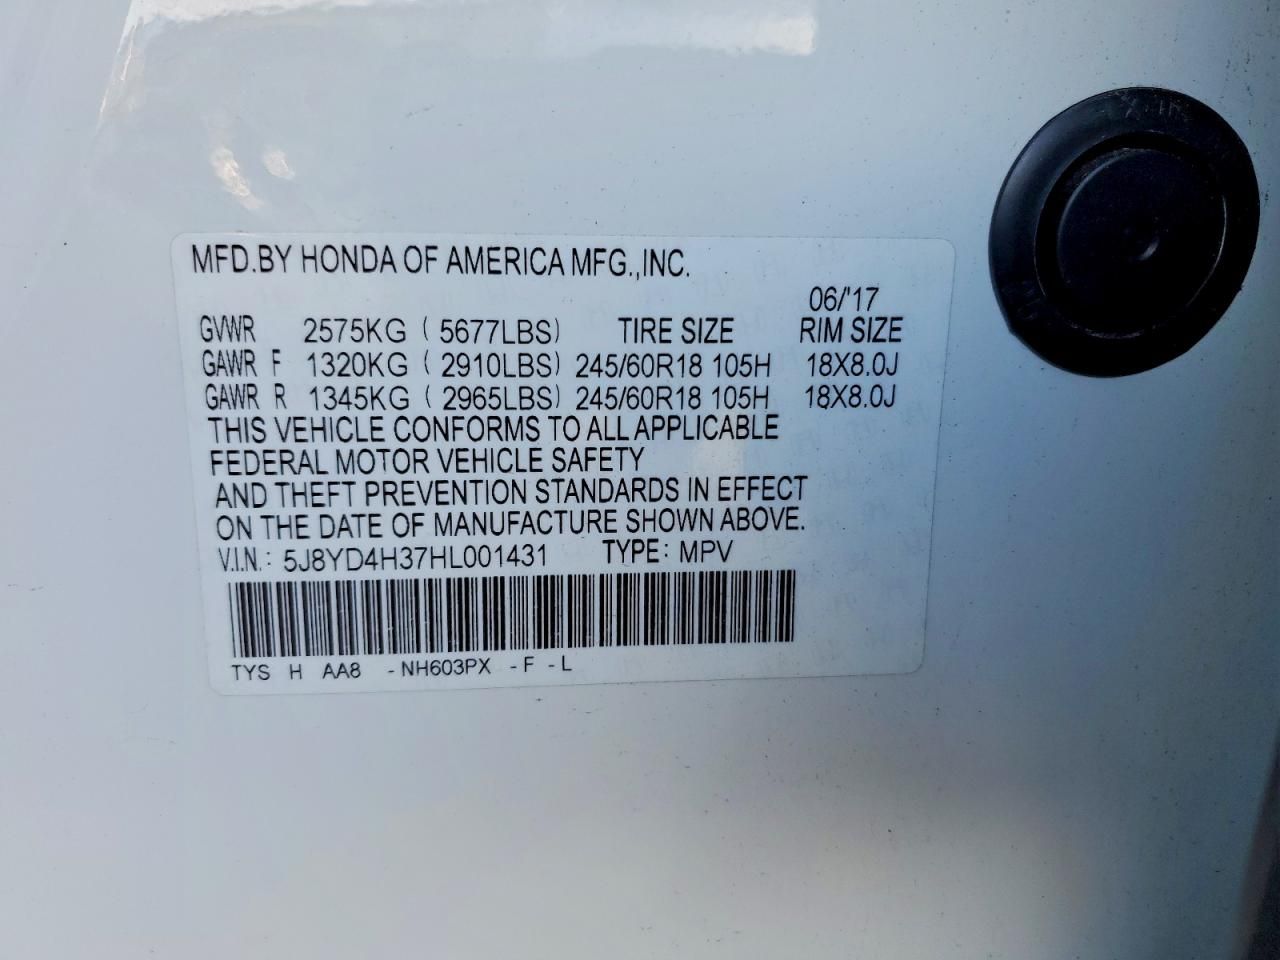 MFD.BY HONDA OF AMERICA MFG.,INC.
06/'17
GVWR 2575KG ( 5677LBS) TIRE SIZE RIM SIZE
GAWR F 1320KG ( 2910LBS) 245/60R18 105H 18X8.0J
GAWR R 1345KG ( 2965LBS) 245/60R18 105H 18X8.0J
THIS VEHICLE CONFORMS TO ALL APPLICABLE
FEDERAL MOTOR VEHICLE SAFETY
AND THEFT PREVENTION STANDARDS IN EFFECT
ON THE DATE OF MANUFACTURE SHOWN ABOVE.
V.I.N.: 5J8YD4H37HL001431 TYPE: MPV
TYS H AA8 -NH603PX -F -L